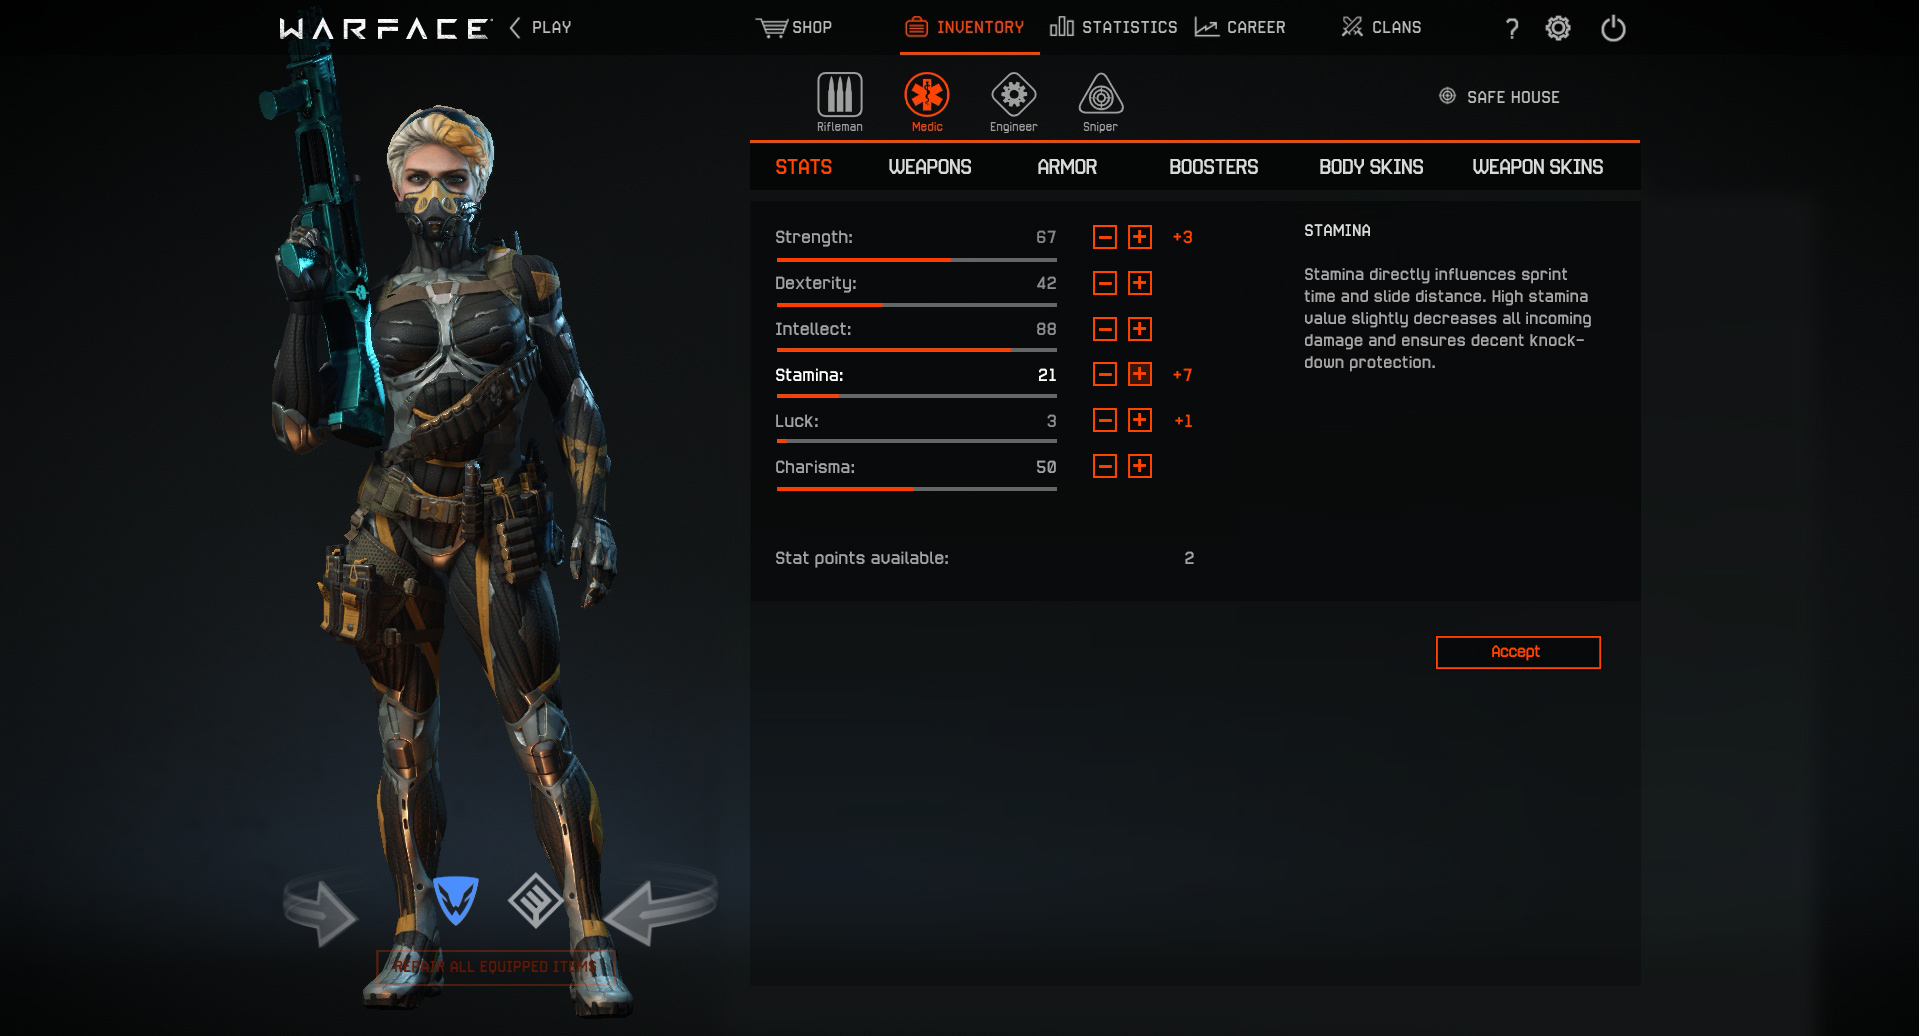 WARFACE
PLAY
SHOP
INVENTORY
STATISTICS
CAREER
CLANS
?
Rifleman
Medic
Engineer
Sniper
SAFE HOUSE
STATS
WEAPONS
ARMOR
BOOSTERS
BODY SKINS
WEAPON SKINS
Strength: 67 +3
Dexterity: 42
Intellect: 88
Stamina: 21 +7
Luck: 3 +1
Charisma: 50
Stat points available: 2
STAMINA
Stamina directly influences sprint
time and slide distance. High stamina
value slightly decreases all incoming
damage and ensures decent knock-
down protection.
Accept
REPAIR ALL EQUIPPED ITEMS